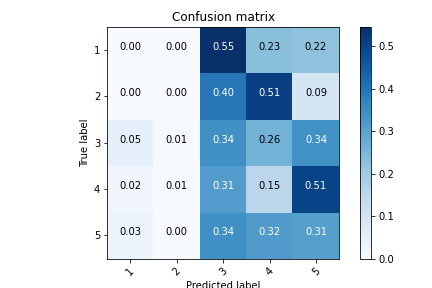 Confusion matrix
1 0.00 0.00 0.55 0.23 0.22
2 0.00 0.00 0.40 0.51 0.09
3 0.05 0.01 0.34 0.26 0.34
4 0.02 0.01 0.31 0.15 0.51
5 0.03 0.00 0.34 0.32 0.31
1 2 3 4 5
True label
Predicted label
0.5
0.4
0.3
0.2
0.1
0.0